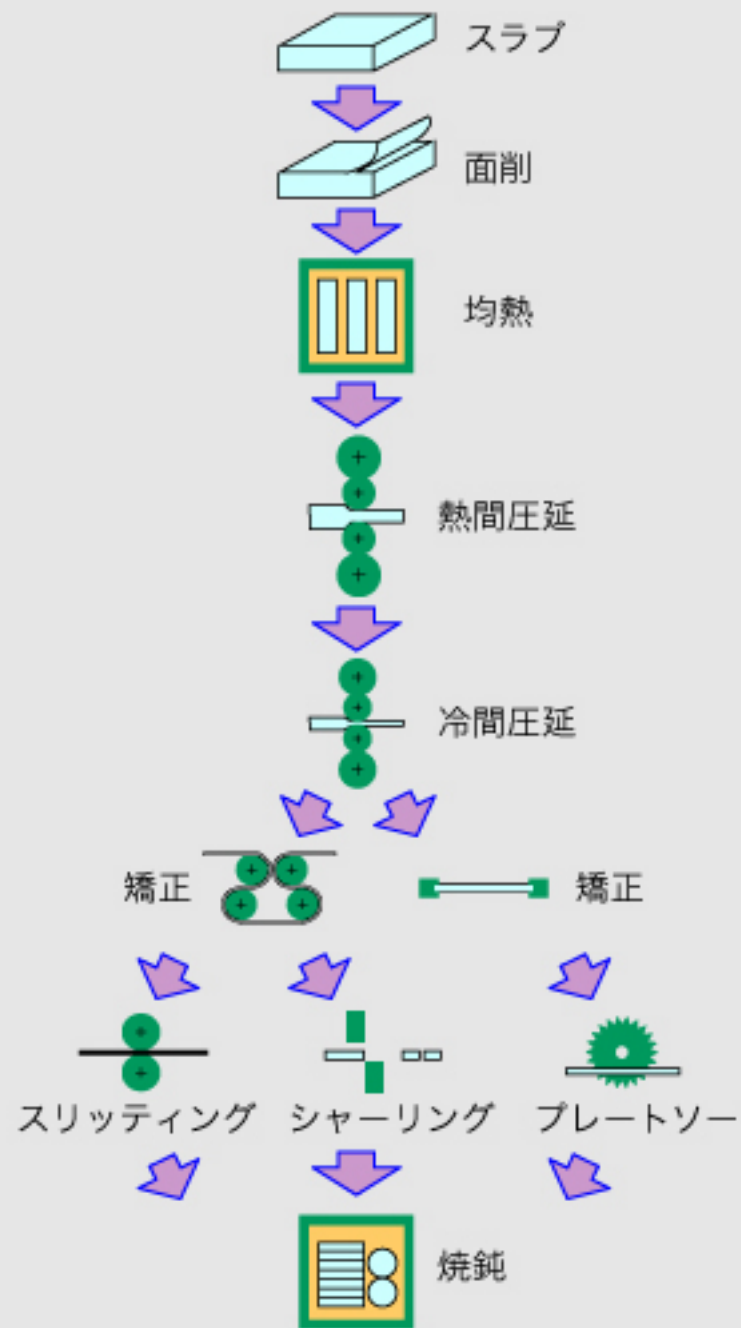 スラブ
面削
均熱
熱間圧延
冷間圧延
矯正
矯正
スリッティング
シャーリング
プレートソー
焼鈍